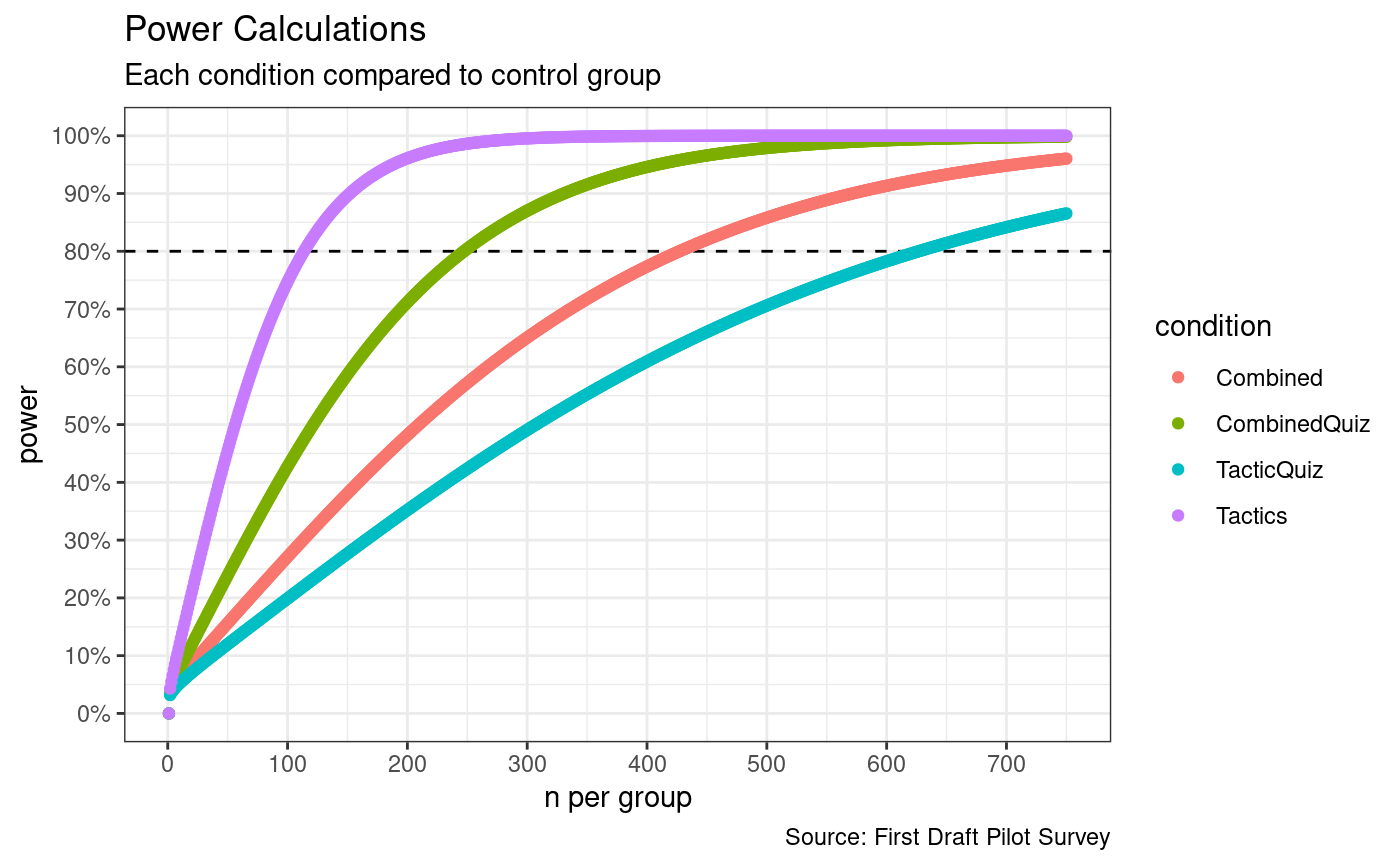 Power Calculations
Each condition compared to control group
power
100%
90%
80%
70%
60%
50%
40%
30%
20%
10%
0%
0 100 200 300 400 500 600 700
n per group
condition
Combined
CombinedQuiz
TacticQuiz
Tactics
Source: First Draft Pilot Survey